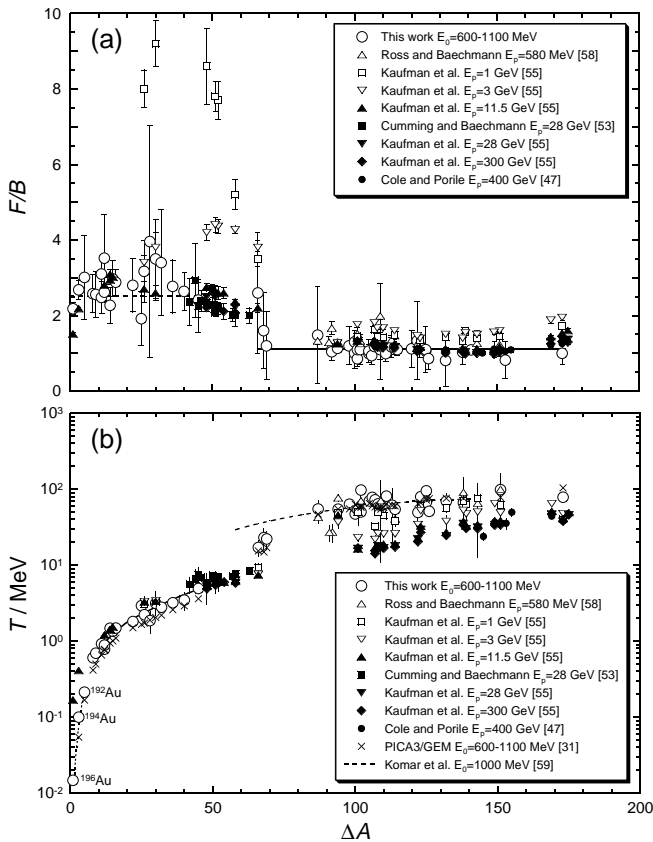 10
(a)
This work E0=600-1100 MeV
Ross and Baechmann Ep=580 MeV [58]
Kaufman et al. Ep=1 GeV [55]
Kaufman et al. Ep=3 GeV [55]
Kaufman et al. Ep=11.5 GeV [55]
Cumming and Baechmann Ep=28 GeV [53]
Kaufman et al. Ep=28 GeV [55]
Kaufman et al. Ep=300 GeV [55]
Cole and Porile Ep=400 GeV [47]
8
6
F/B
4
2
0
10^3
(b)
10^2
10^1
T / MeV
10^0
10^-1
10^-2
192Au
194Au
196Au
This work E0=600-1100 MeV
Ross and Baechmann Ep=580 MeV [58]
Kaufman et al. Ep=1 GeV [55]
Kaufman et al. Ep=3 GeV [55]
Kaufman et al. Ep=11.5 GeV [55]
Cumming and Baechmann Ep=28 GeV [53]
Kaufman et al. Ep=28 GeV [55]
Kaufman et al. Ep=300 GeV [55]
Cole and Porile Ep=400 GeV [47]
PICA3/GEM E0=600-1100 MeV [31]
Komar et al. E0=1000 MeV [59]
0 50 100 150 200
ΔA